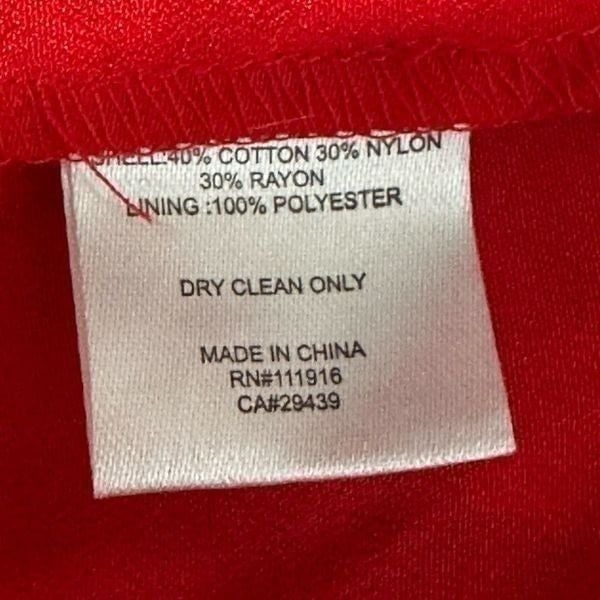 SHELL:40% COTTON 30% NYLON
30% RAYON
LINING :100% POLYESTER
DRY CLEAN ONLY
MADE IN CHINA
RN#111916
CA#29439